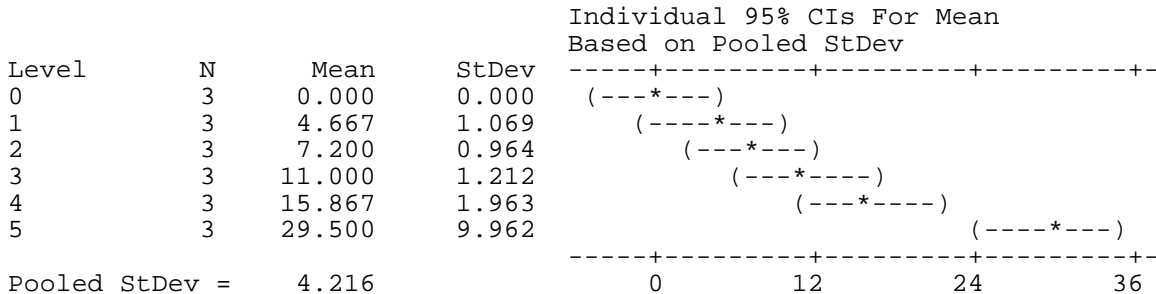 Individual 95% CIs For Mean
                                   Based on Pooled StDev
Level       N      Mean     StDev  -----+---------+---------+---------+-
0           3     0.000     0.000   (---*---)
1           3     4.667     1.069      (----*---)
2           3     7.200     0.964         (---*---)
3           3    11.000     1.212            (---*----)
4           3    15.867     1.963                (---*----)
5           3    29.500     9.962                           (----*---)
                                   -----+---------+---------+---------+-
Pooled StDev =    4.216                 0        12        24        36